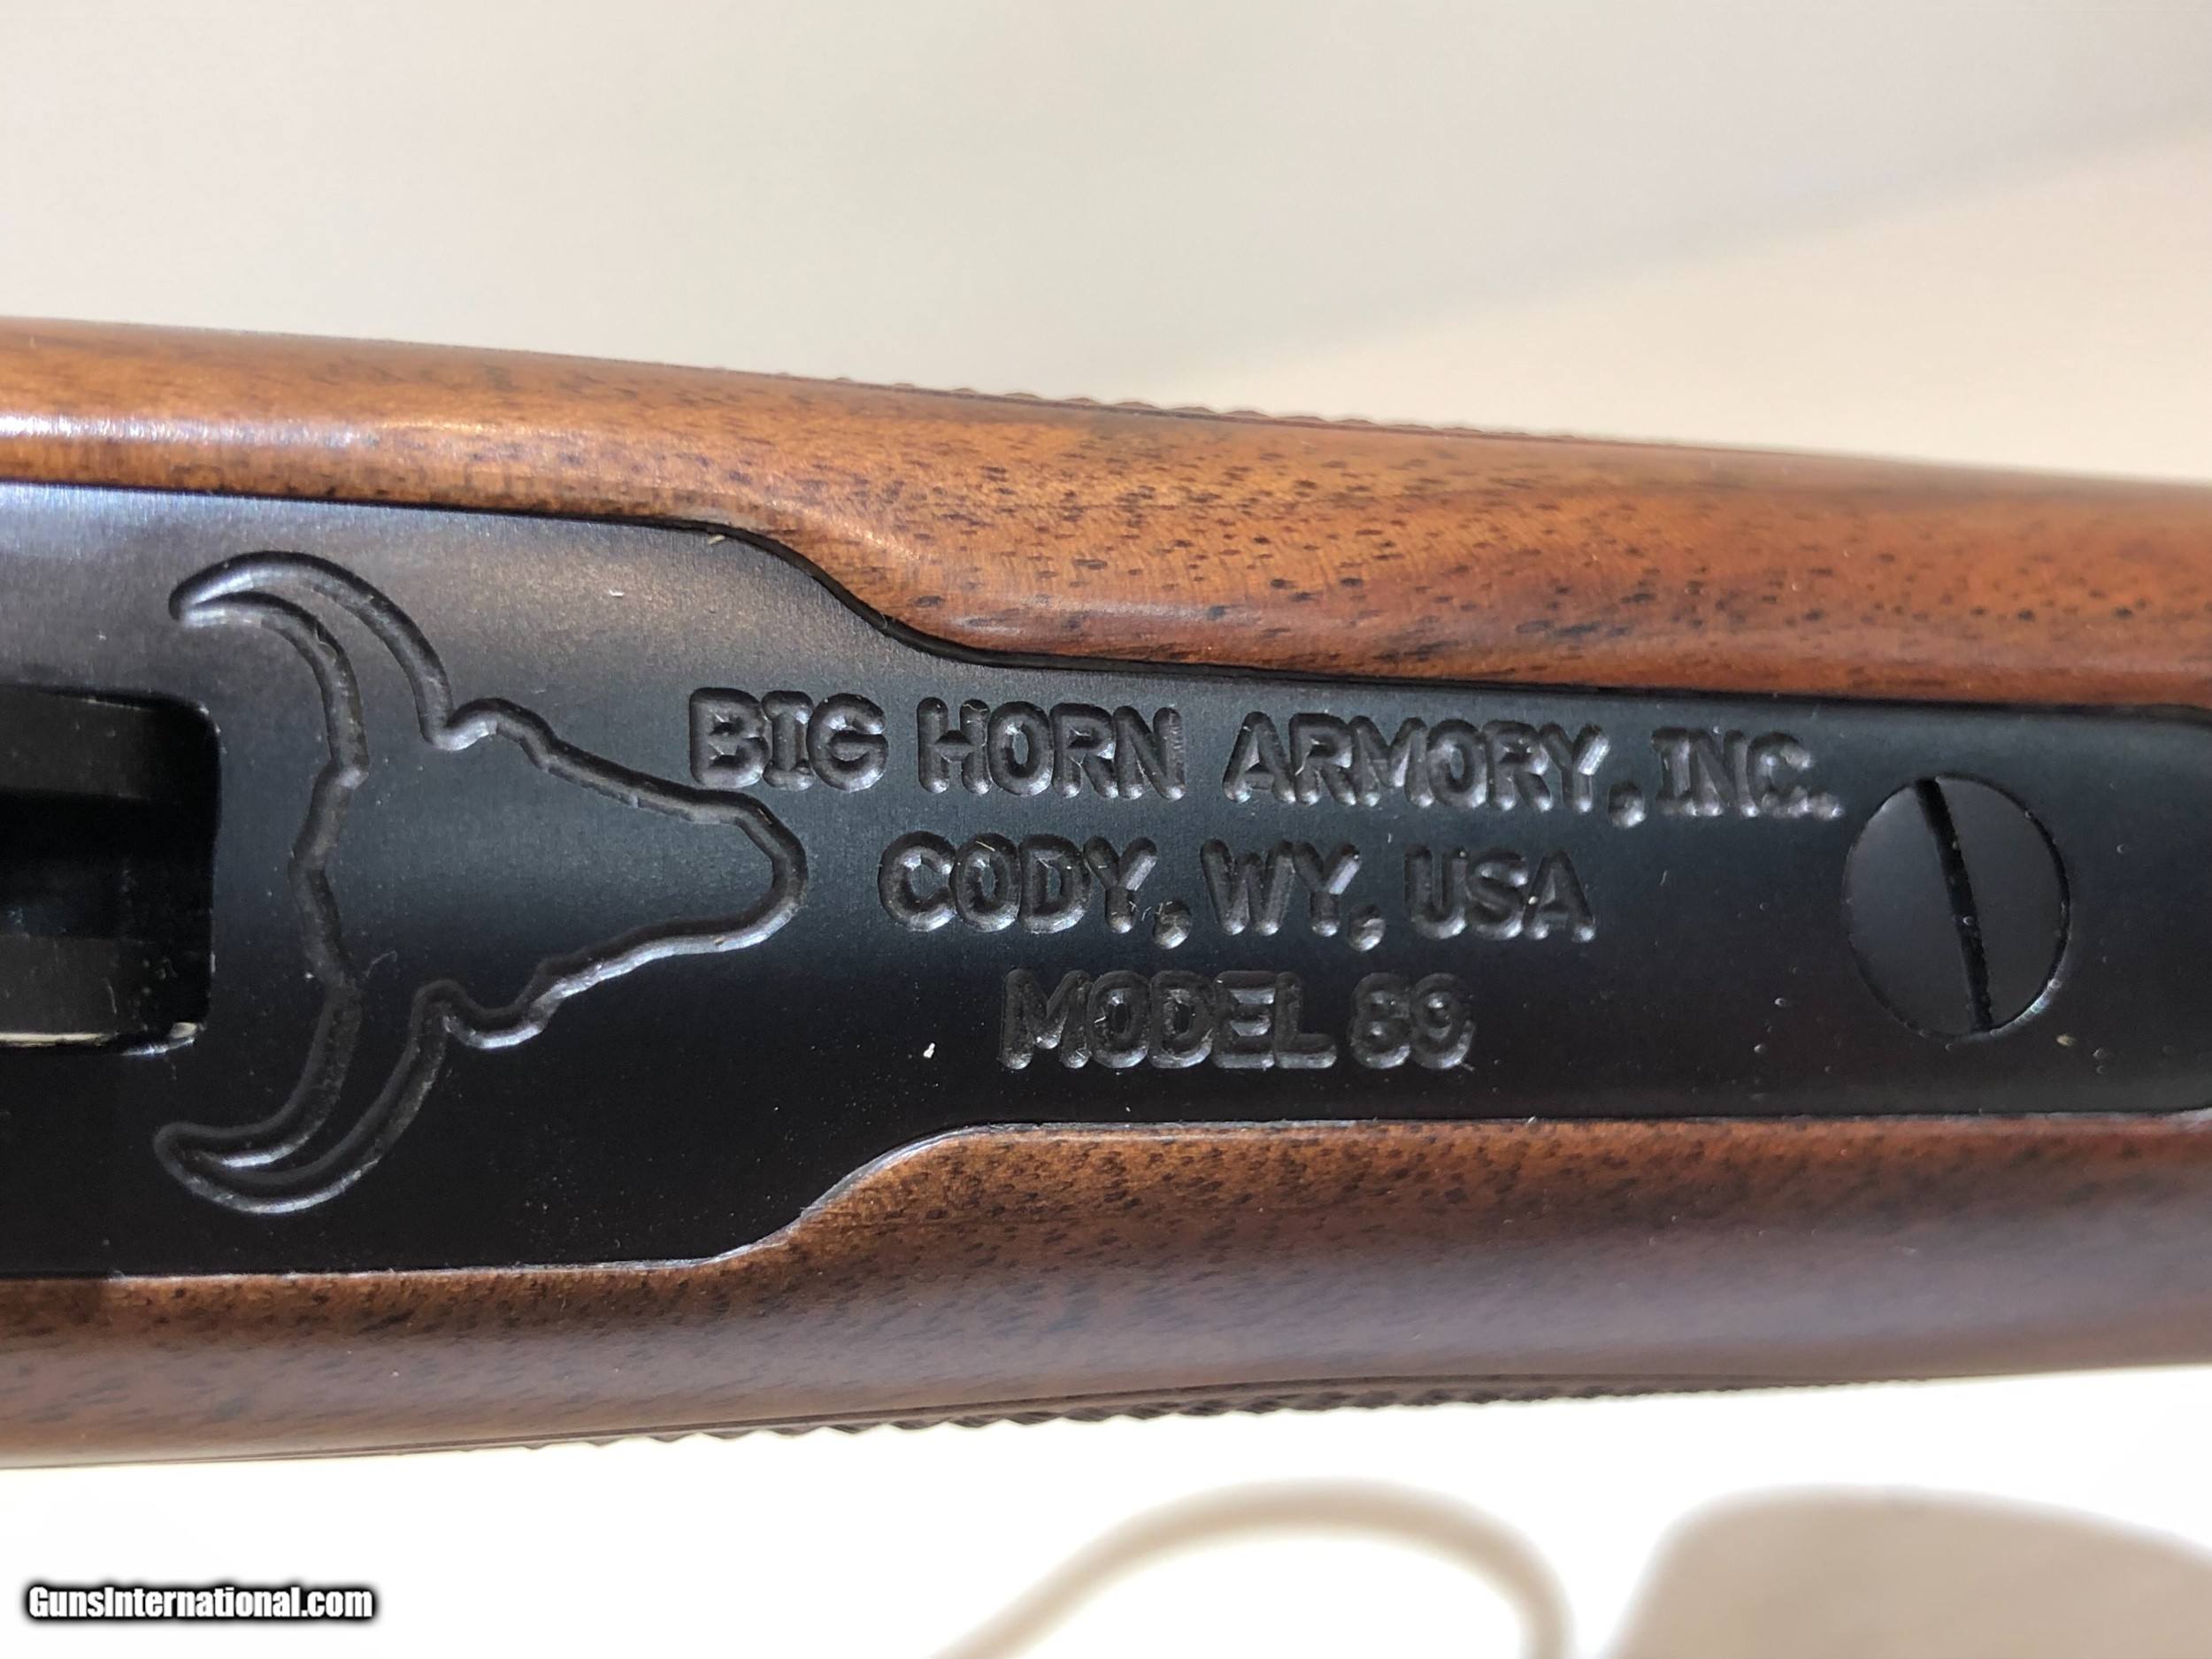 BIG HORN ARMORY, INC.
CODY, WY, USA
MODEL 89
GunsInternational.com